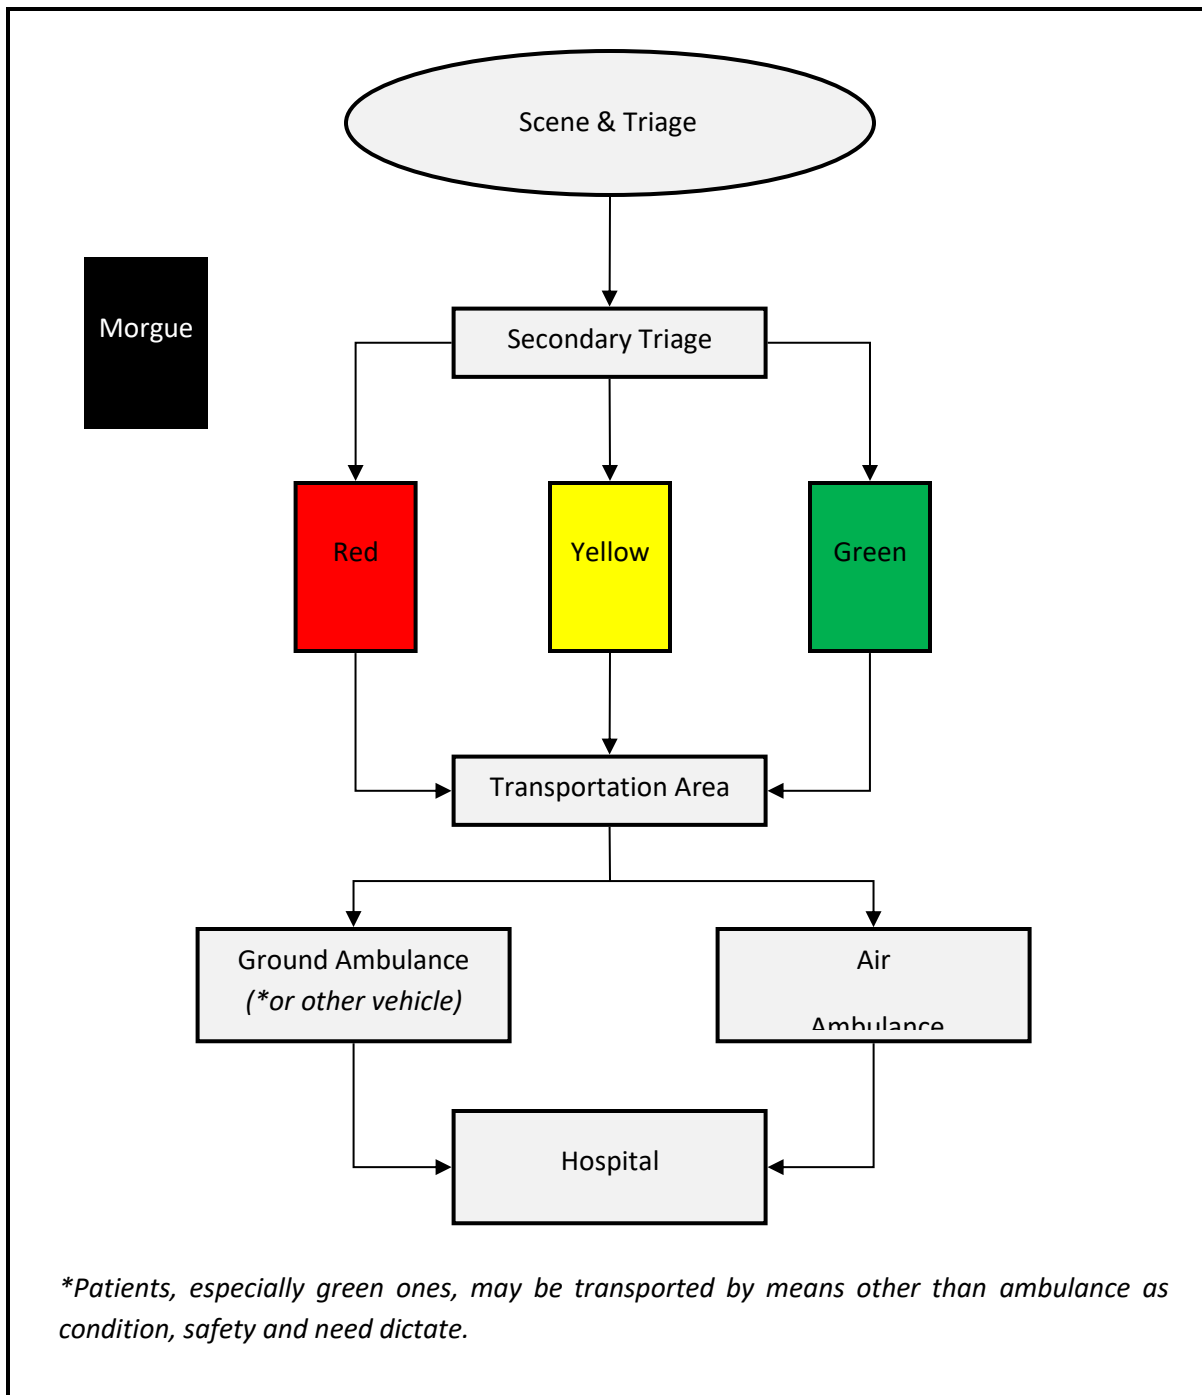 Scene & Triage
Morgue
Secondary Triage
Red
Yellow
Green
Transportation Area
Ground Ambulance
(*or other vehicle)
Air
Ambulance
Hospital
*Patients, especially green ones, may be transported by means other than ambulance as
condition, safety and need dictate.